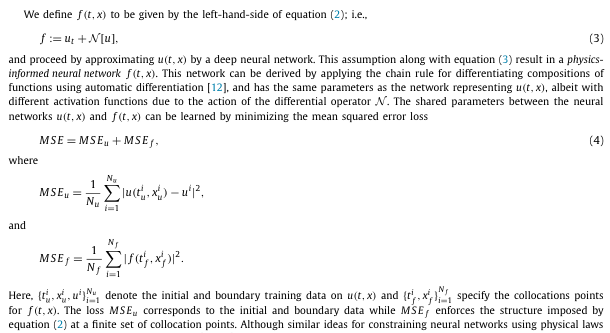 We define f(t, x) to be given by the left-hand-side of equation (2); i.e.,
f := u_t + 𝒩[u], (3)
and proceed by approximating u(t, x) by a deep neural network. This assumption along with equation (3) result in a physics-
informed neural network f(t, x). This network can be derived by applying the chain rule for differentiating compositions of
functions using automatic differentiation [12], and has the same parameters as the network representing u(t, x), albeit with
different activation functions due to the action of the differential operator 𝒩. The shared parameters between the neural
networks u(t, x) and f(t, x) can be learned by minimizing the mean squared error loss
MSE = MSE_u + MSE_f, (4)
where
MSE_u = \frac{1}{N_u} \sum_{i=1}^{N_u} |u(t_u^i, x_u^i) − u^i|^2,
and
MSE_f = \frac{1}{N_f} \sum_{i=1}^{N_f} |f(t_f^i, x_f^i)|^2.
Here, {t_u^i, x_u^i, u^i}_{i=1}^{N_u} denote the initial and boundary training data on u(t, x) and {t_f^i, x_f^i}_{i=1}^{N_f} specify the collocations points
for f(t, x). The loss MSE_u corresponds to the initial and boundary data while MSE_f enforces the structure imposed by
equation (2) at a finite set of collocation points. Although similar ideas for constraining neural networks using physical laws